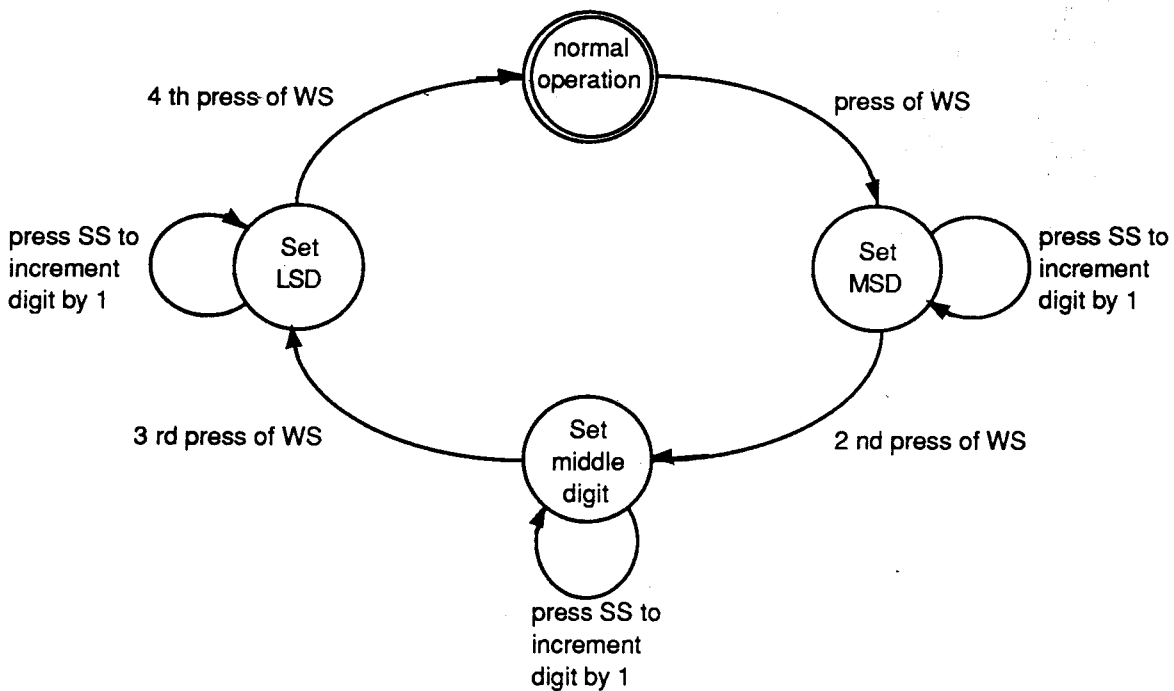 normal
operation
4 th press of WS
press of WS
press SS to
increment
digit by 1
Set
LSD
Set
MSD
press SS to
increment
digit by 1
3 rd press of WS
Set
middle
digit
2 nd press of WS
press SS to
increment
digit by 1